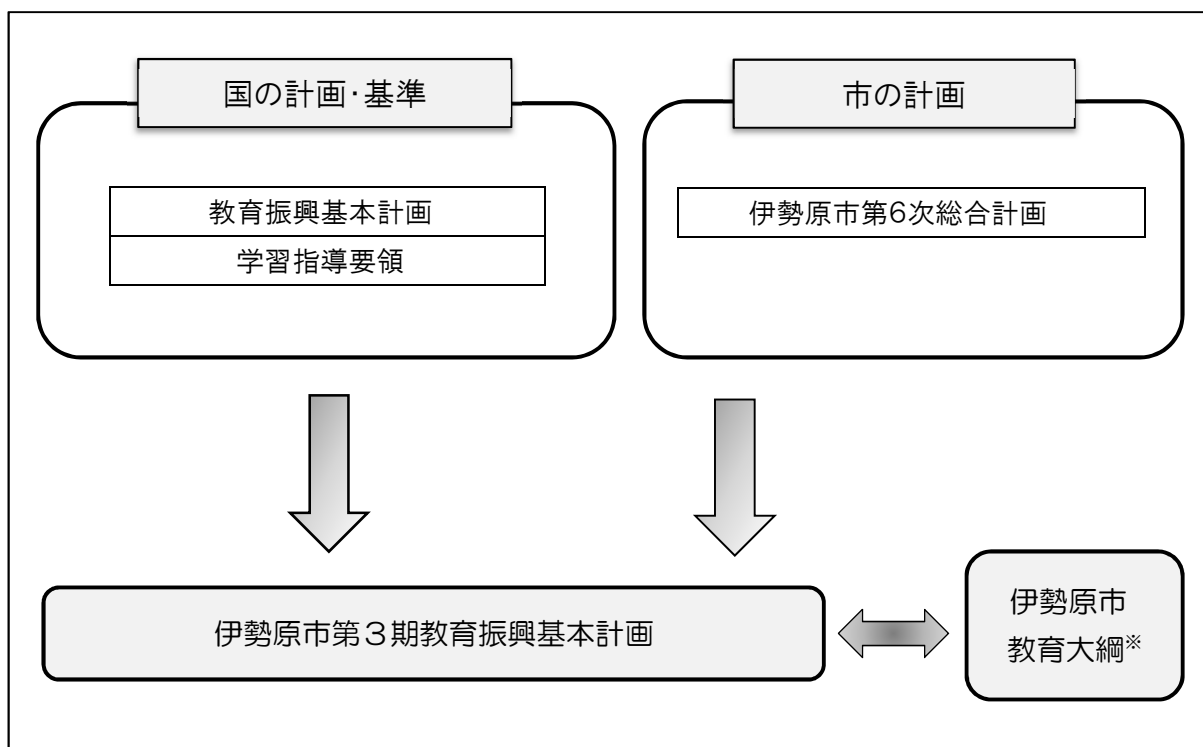 国の計画・基準
教育振興基本計画
学習指導要領
市の計画
伊勢原市第6次総合計画
伊勢原市第３期教育振興基本計画
伊勢原市
教育大綱※